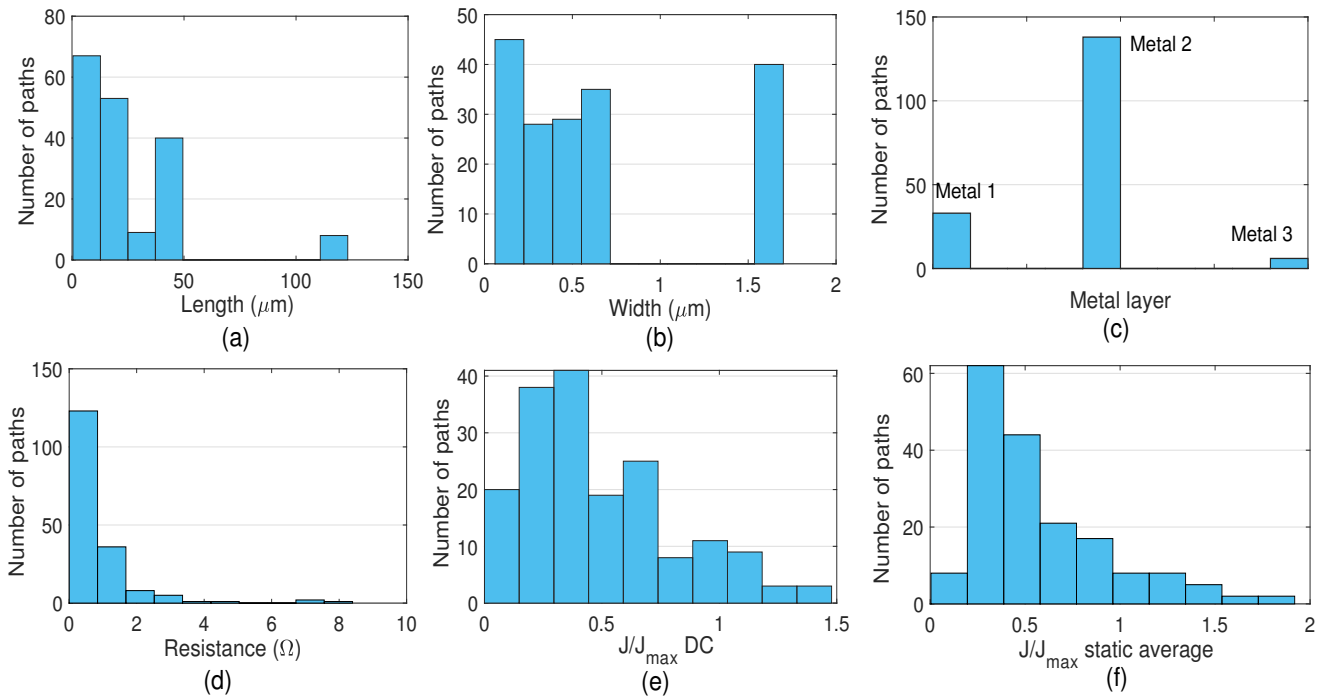 80
60
40
20
0
Number of paths
0
50
100
150
Length (μm)
(a)
50
40
30
20
10
0
Number of paths
0
0.5
1
1.5
2
Width (μm)
(b)
150
100
50
0
Number of paths
Metal 1
Metal 2
Metal 3
Metal layer
(c)
150
100
50
0
Number of paths
0
2
4
6
8
10
Resistance (Ω)
(d)
40
30
20
10
0
Number of paths
0
0.5
1
1.5
J/Jmax DC
(e)
60
40
20
0
Number of paths
0
0.5
1
1.5
2
J/Jmax static average
(f)